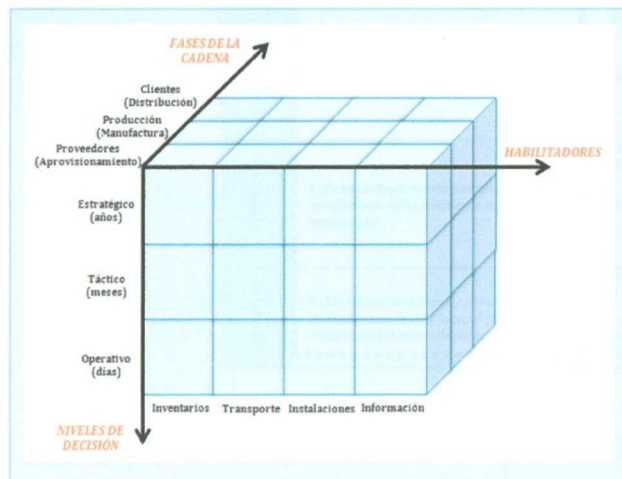 FASES DE LA
CADENA
Clientes
(Distribución)
Producción
(Manufactura)
Proveedores
(Aprovisionamiento)
HABILITADORES
Estratégico
(años)
Táctico
(meses)
Operativo
(días)
Inventarios Transporte Instalaciones Información
NIVELES DE
DECISIÓN